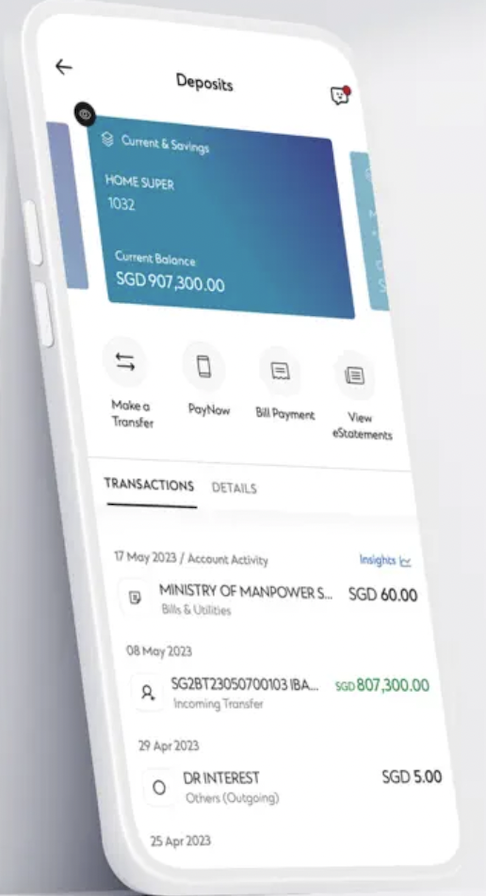 Deposits
Current & Savings
HOME SUPER
1032
Current Balance
SGD 907,300.00
Make a
Transfer
PayNow
Bill Payment
View
eStatements
TRANSACTIONS
DETAILS
17 May 2023 / Account Activity
Insights
MINISTRY OF MANPOWER S...
SGD 60.00
Bills & Utilities
08 May 2023
SG2BT23050700103 IBA...
SGD 807,300.00
Incoming Transfer
29 Apr 2023
DR INTEREST
SGD 5.00
Others (Outgoing)
25 Apr 2023